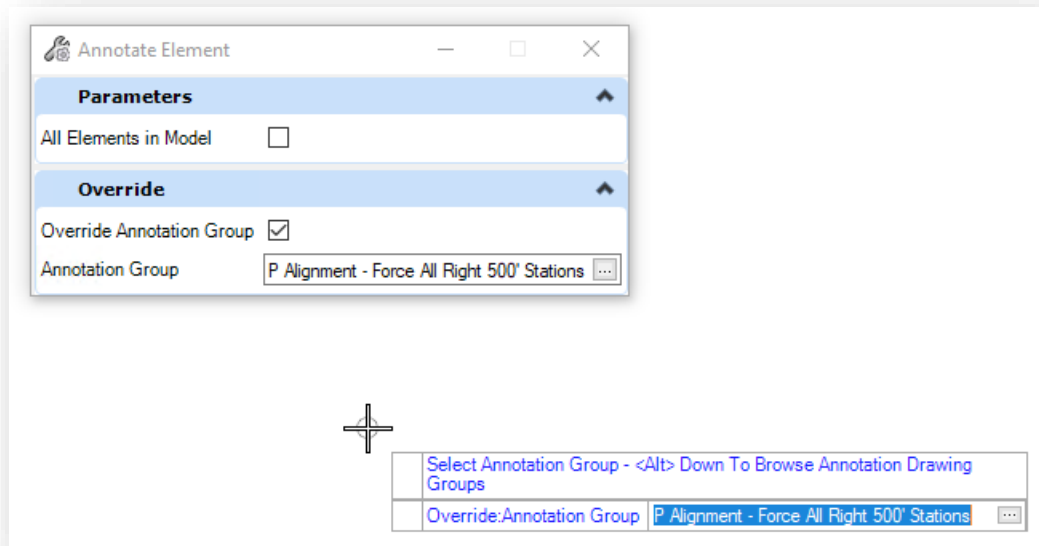 Annotate Element
Parameters
All Elements in Model
Override
Override Annotation Group
Annotation Group P Alignment - Force All Right 500' Stations ...
Select Annotation Group - <Alt> Down To Browse Annotation Drawing
Groups
Override:Annotation Group P Alignment - Force All Right 500' Stations ...